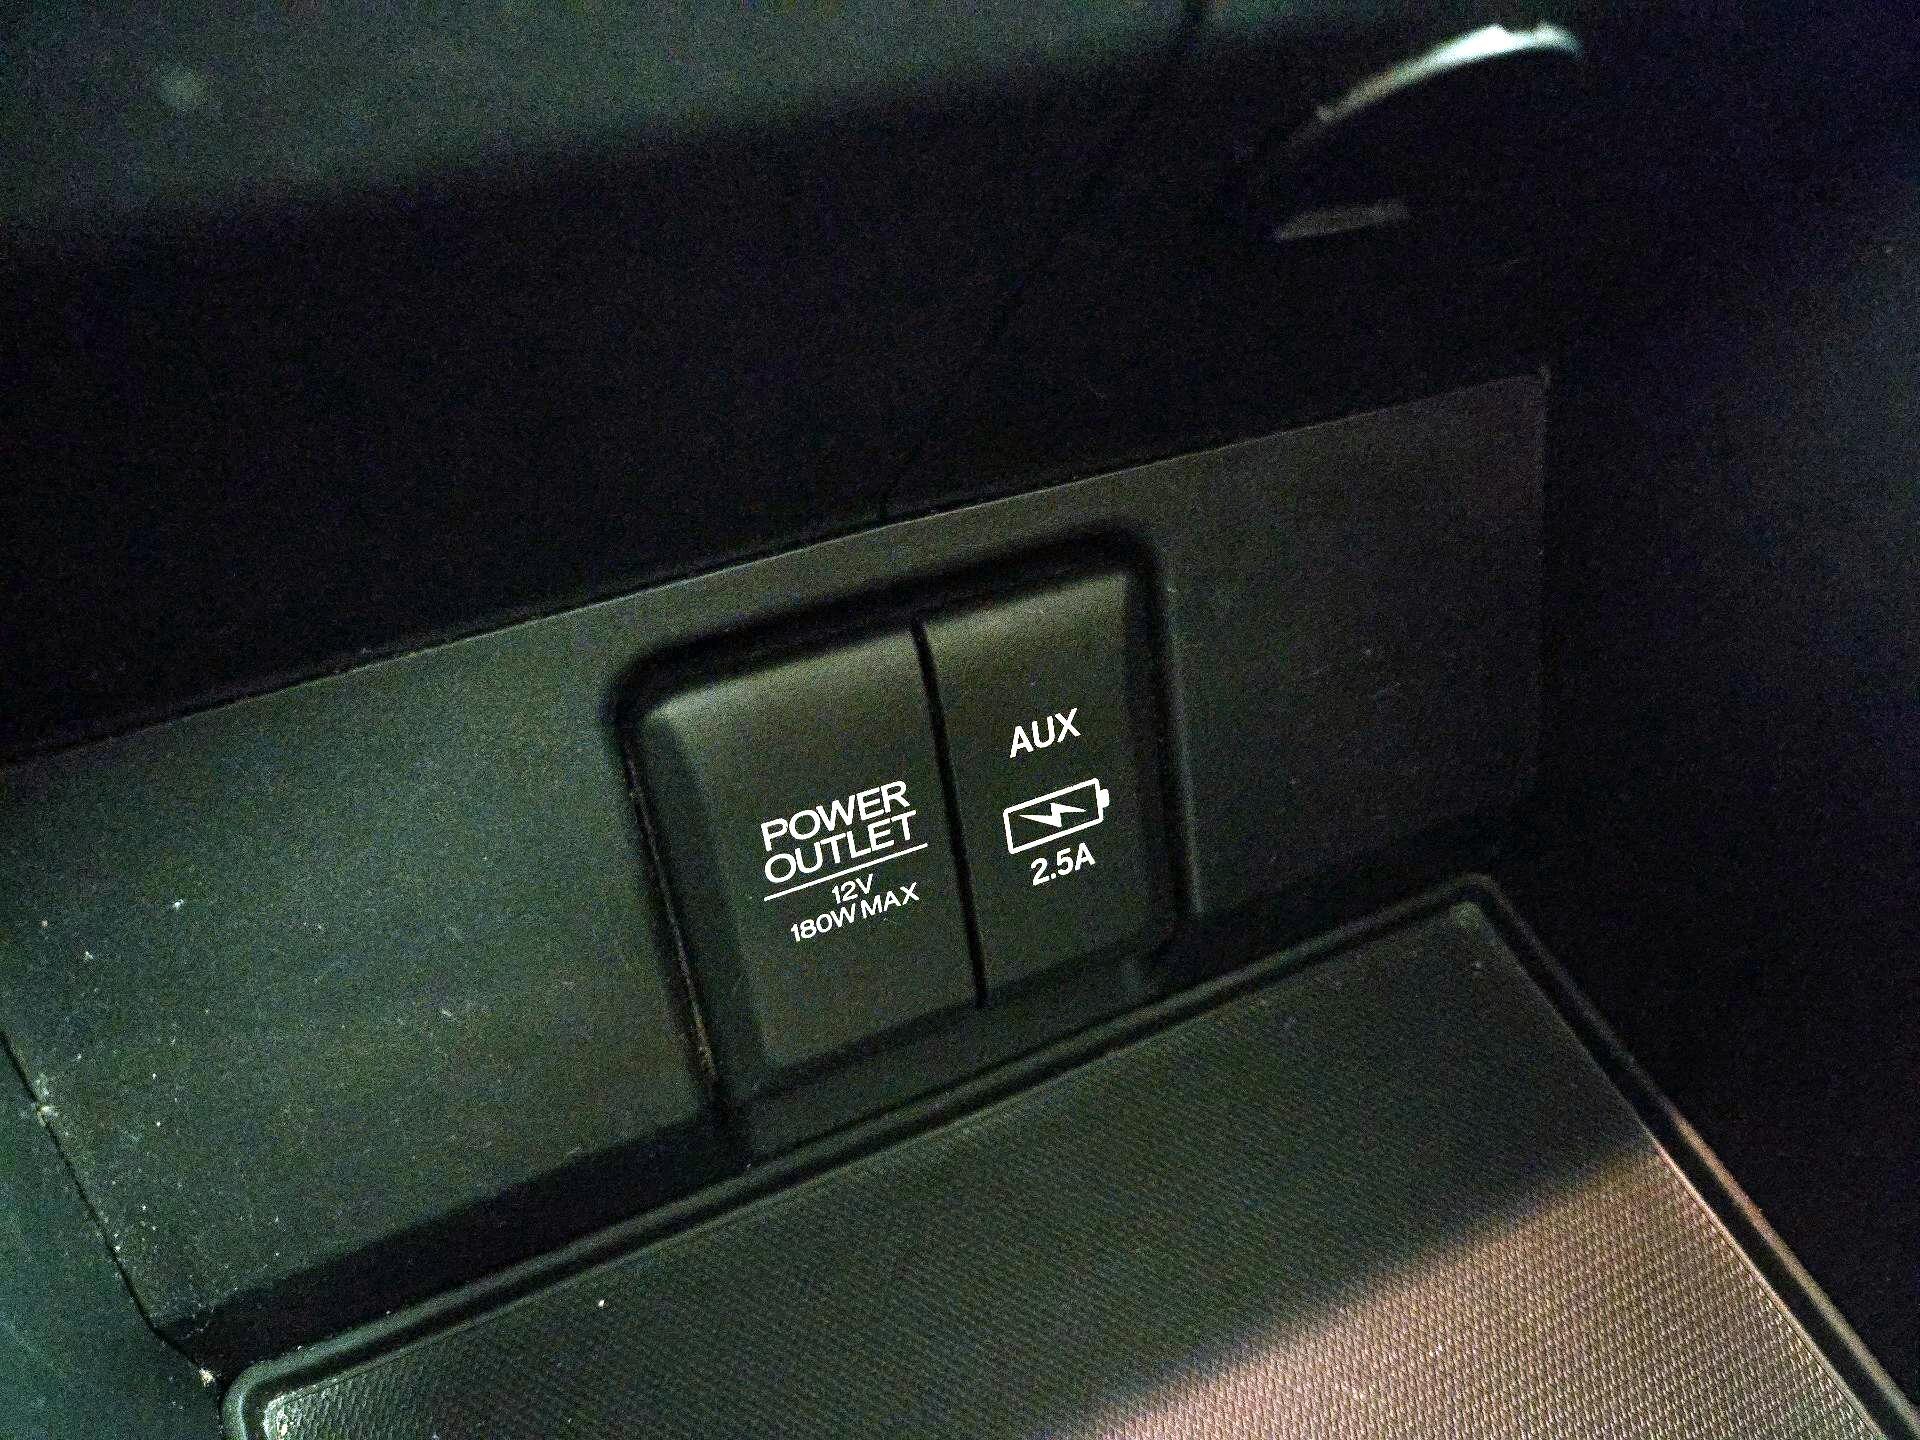 POWER
OUTLET
12V
180W MAX
AUX
2.5A